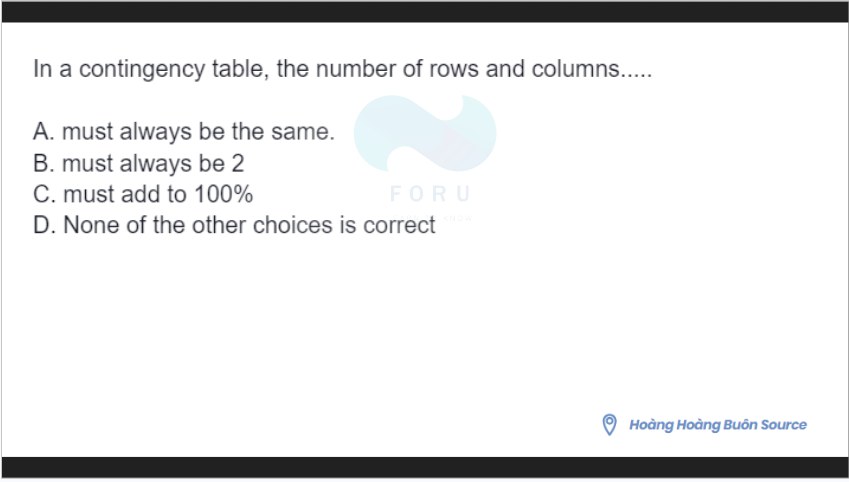 In a contingency table, the number of rows and columns.....
A. must always be the same.
B. must always be 2
C. must add to 100%
D. None of the other choices is correct
FORU
Hoàng Hoàng Buôn Source